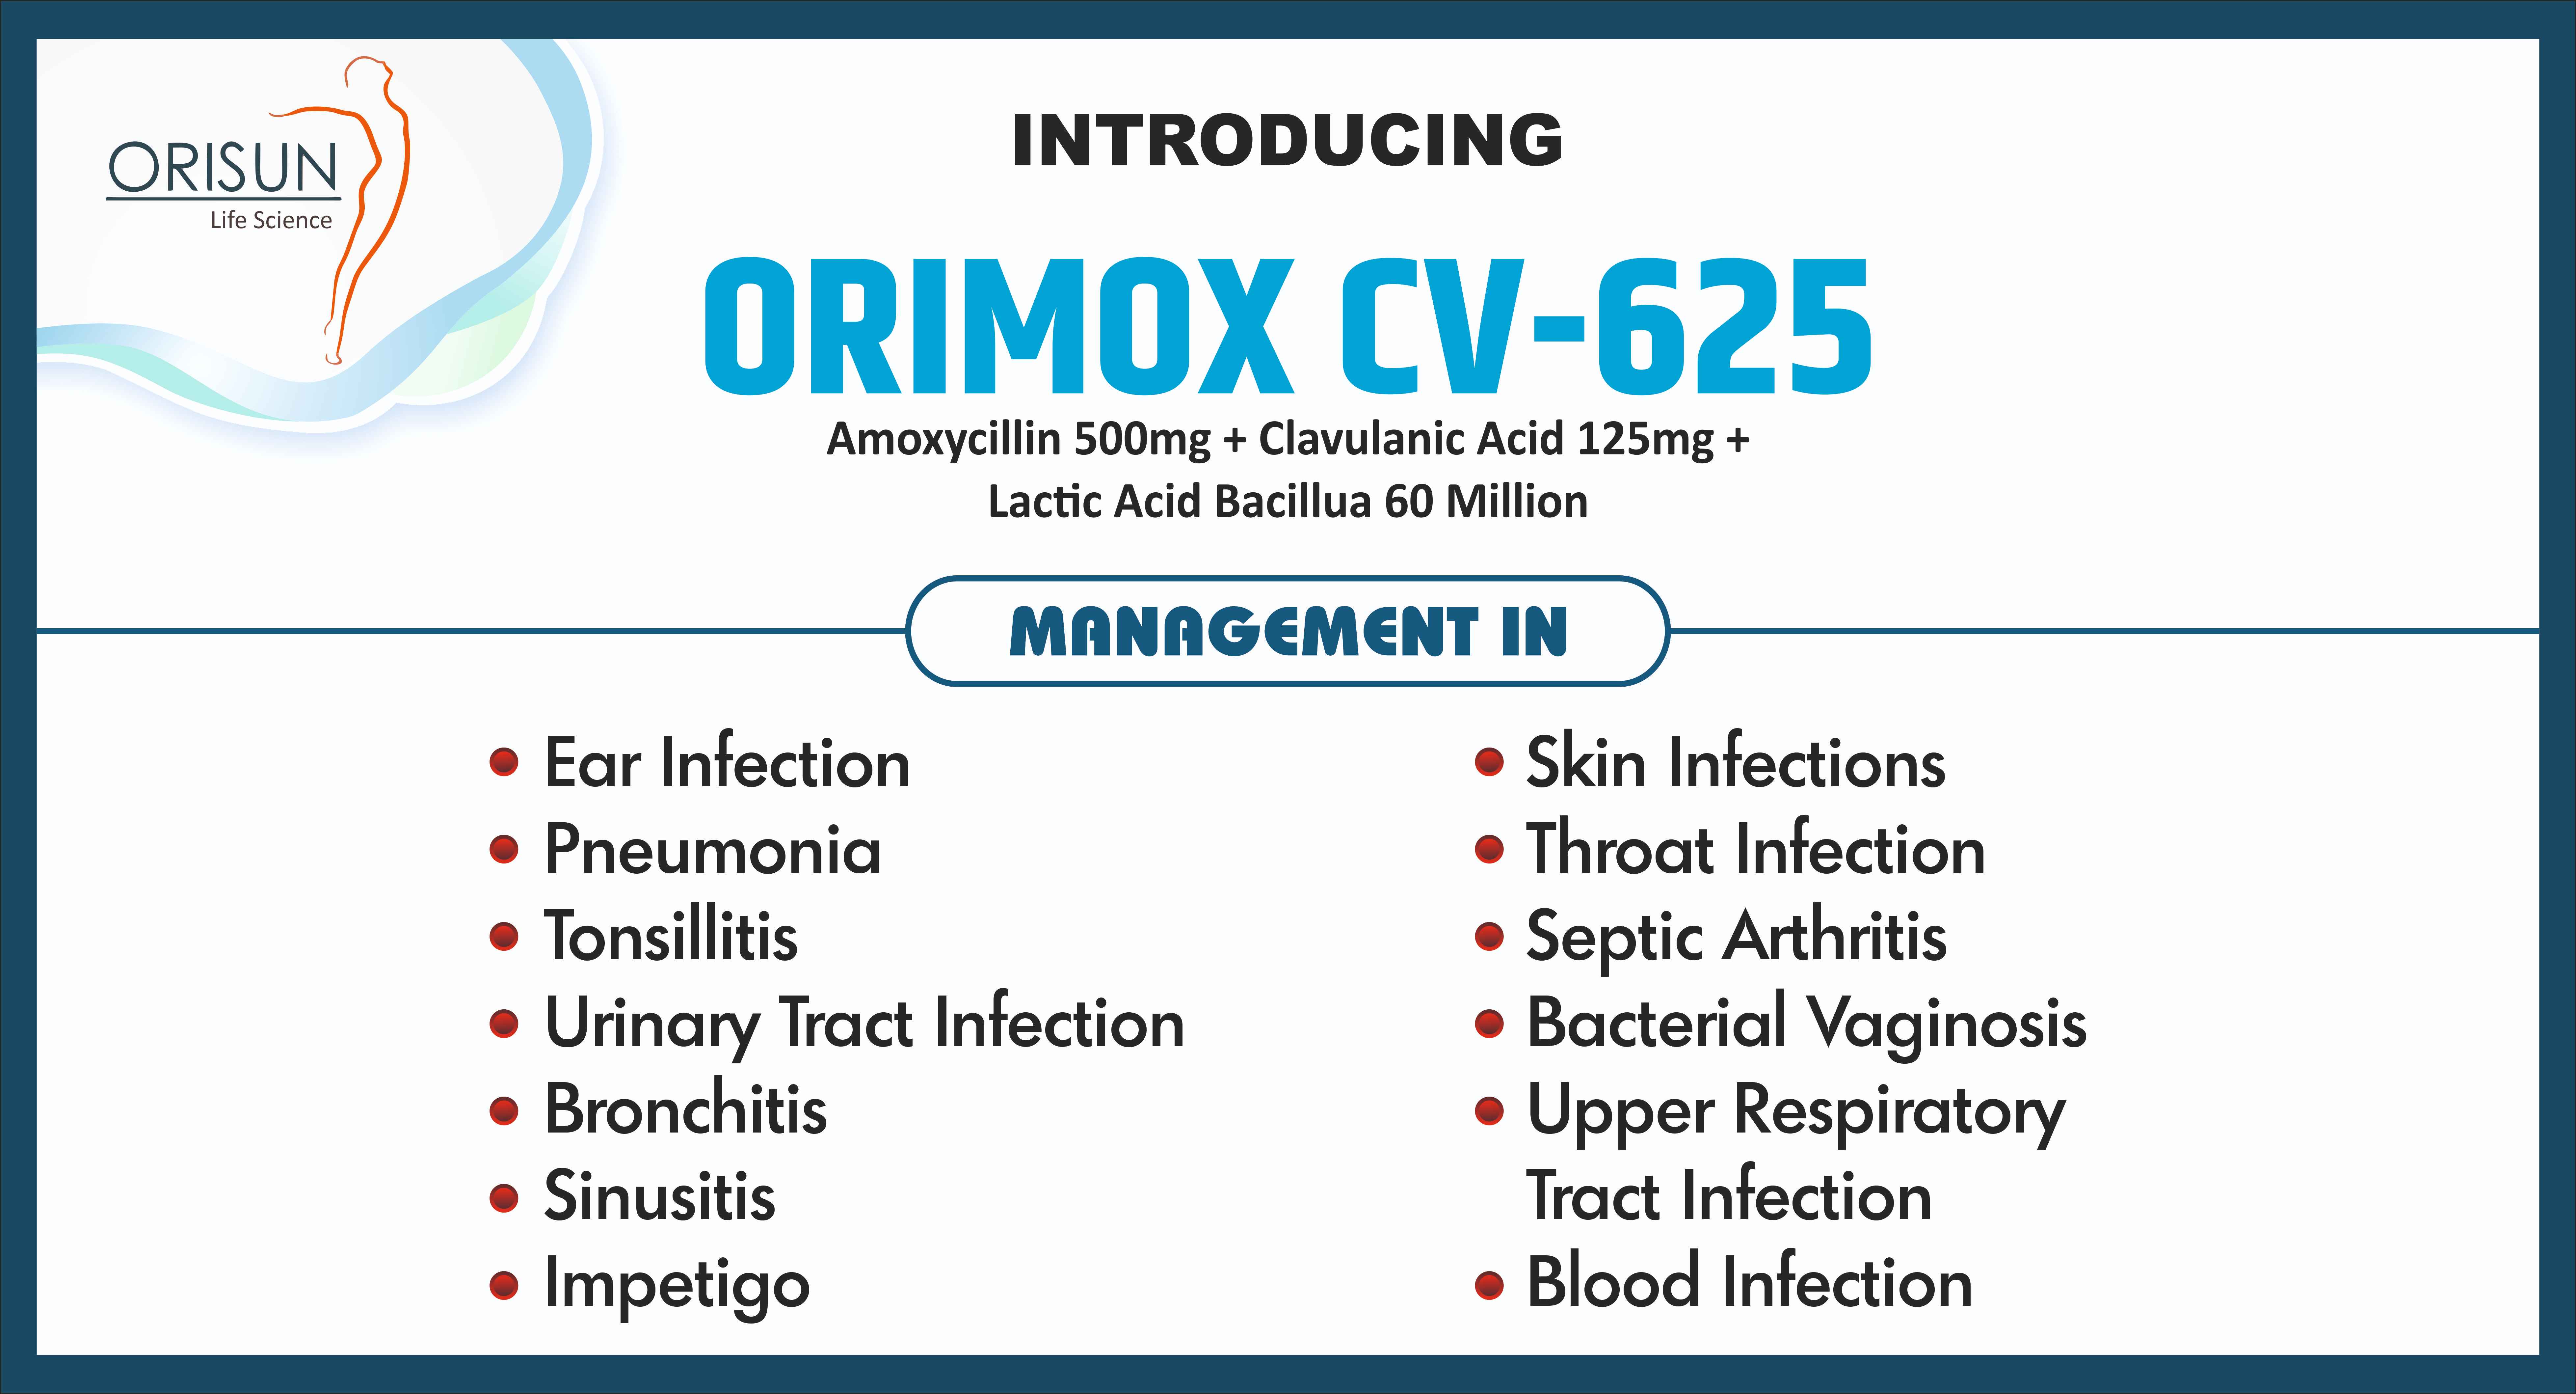 ORISUN
Life Science
INTRODUCING
ORIMOX CV-625
Amoxycillin 500mg + Clavulanic Acid 125mg +
Lactic Acid Bacillua 60 Million
MANAGEMENT IN
Ear Infection
Pneumonia
Tonsillitis
Urinary Tract Infection
Bronchitis
Sinusitis
Impetigo
Skin Infections
Throat Infection
Septic Arthritis
Bacterial Vaginosis
Upper Respiratory
Tract Infection
Blood Infection